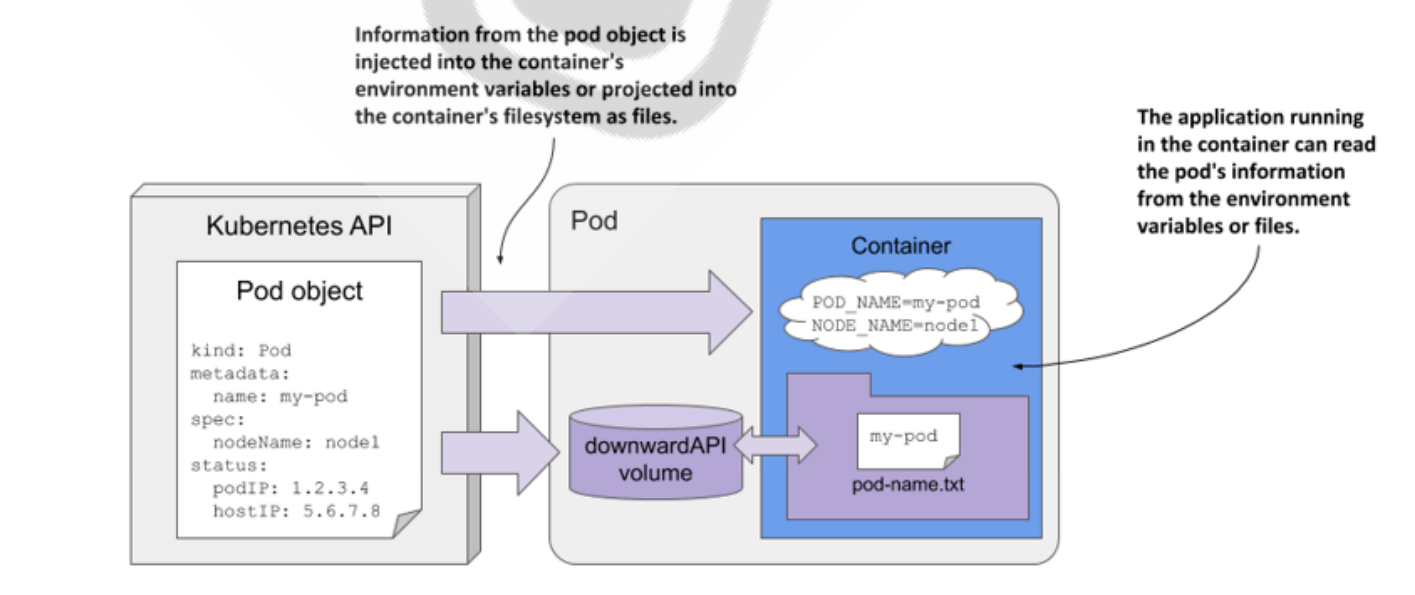 Information from the pod object is
injected into the container's
environment variables or projected into
the container's filesystem as files.
The application running
in the container can read
the pod's information
from the environment
variables or files.
Kubernetes API
Pod object
kind: Pod
metadata:
  name: my-pod
spec:
  nodeName: node1
status:
  podIP: 1.2.3.4
  hostIP: 5.6.7.8
Pod
Container
POD_NAME=my-pod
NODE_NAME=node1
downwardAPI
volume
my-pod
pod-name.txt